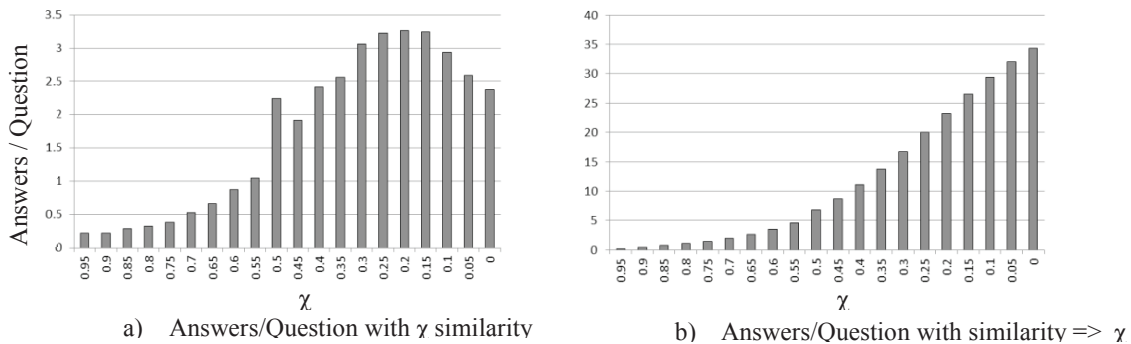 3.5
3
2.5
2
1.5
1
0.5
0
Answers / Question
0.95 0.9 0.85 0.8 0.75 0.7 0.65 0.6 0.55 0.5 0.45 0.4 0.35 0.3 0.25 0.2 0.15 0.1 0.05 0
χ
a) Answers/Question with χ similarity
40
35
30
25
20
15
10
5
0
0.95 0.9 0.85 0.8 0.75 0.7 0.65 0.6 0.55 0.5 0.45 0.4 0.35 0.3 0.25 0.2 0.15 0.1 0.05 0
χ
b) Answers/Question with similarity => χ